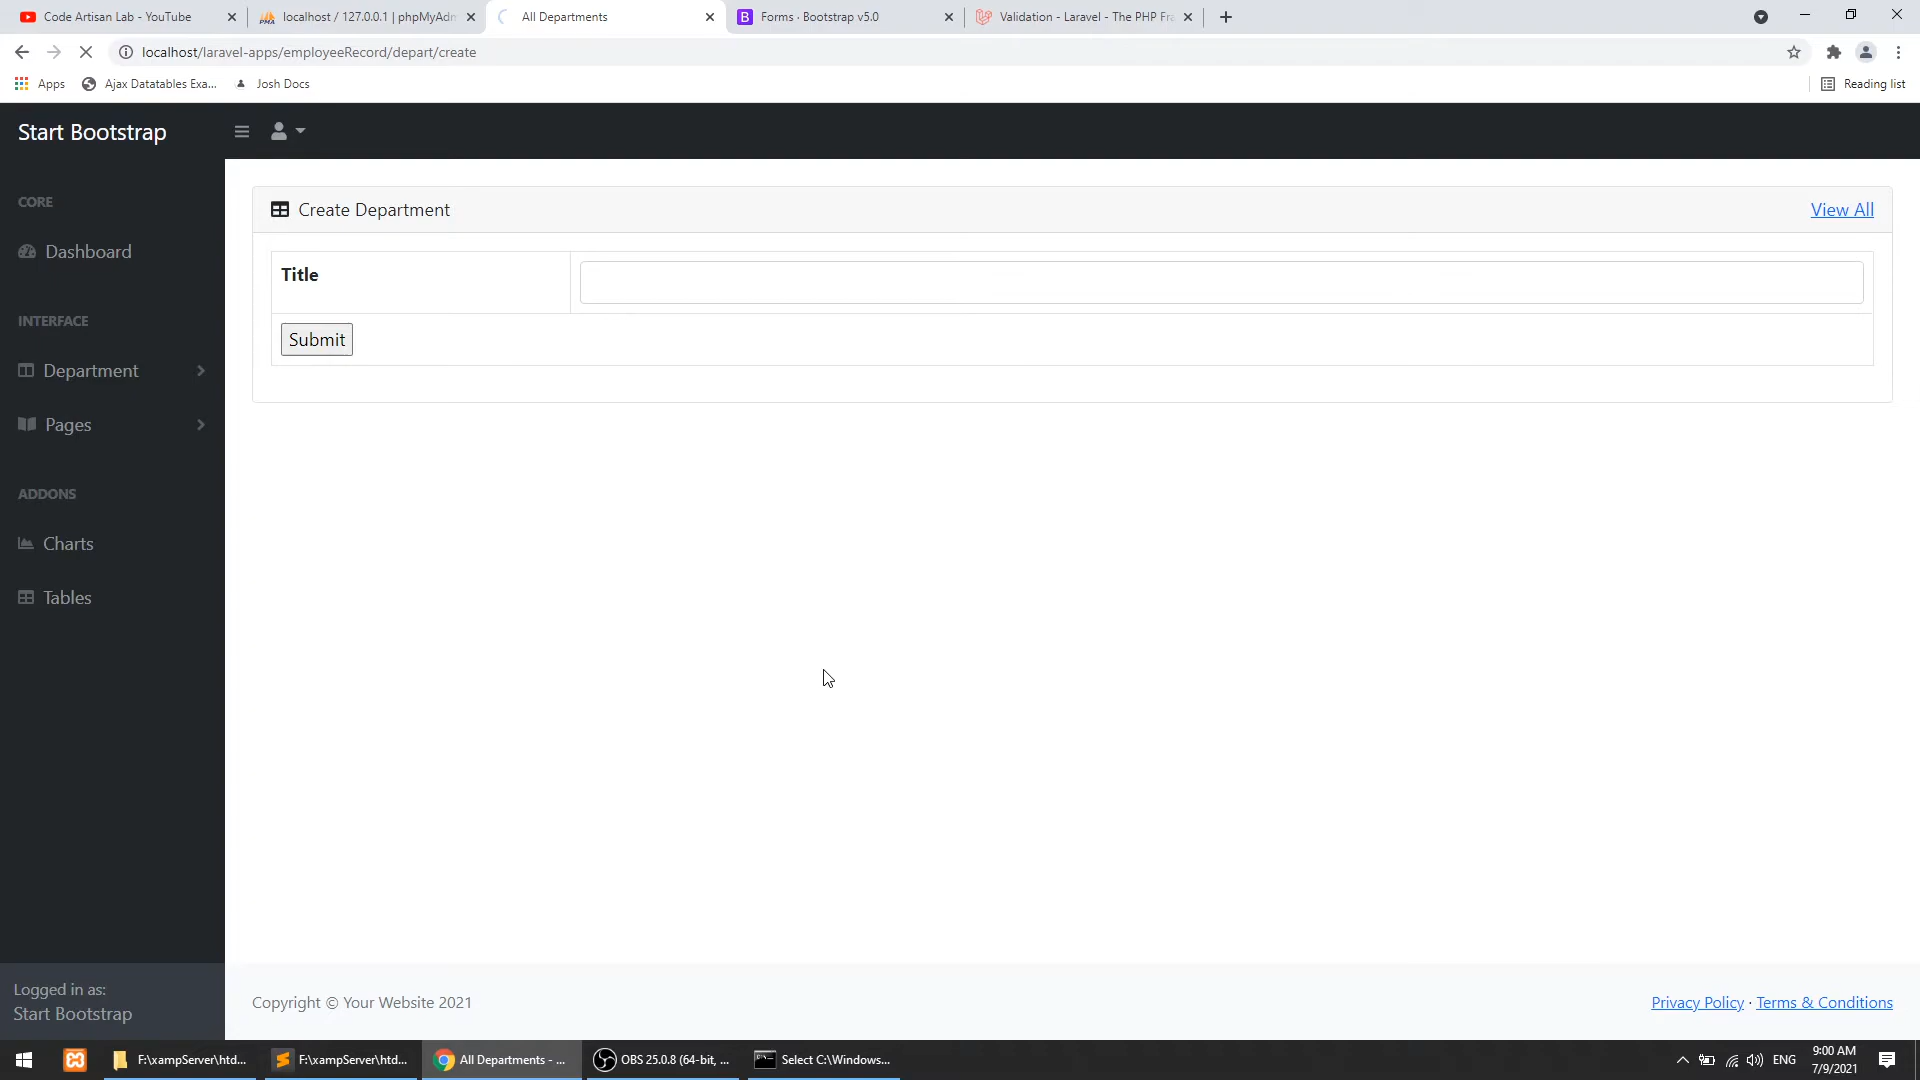 Code Artisan Lab - YouTube
localhost / 127.0.0.1 | phpMyAdm
All Departments
Forms · Bootstrap v5.0
Validation - Laravel - The PHP Fra
localhost/laravel-apps/employeeRecord/depart/create
Apps
Ajax Datatables Exa...
Josh Docs
Reading list
Start Bootstrap
CORE
Dashboard
INTERFACE
Department
Pages
ADDONS
Charts
Tables
Logged in as:
Start Bootstrap
Create Department
View All
Title
Submit
Copyright © Your Website 2021
Privacy Policy · Terms & Conditions
F:\xampServer\htd...
F:\xampServer\htd...
All Departments - ...
OBS 25.0.8 (64-bit, ...
Select C:\Windows...
ENG
9:00 AM
7/9/2021